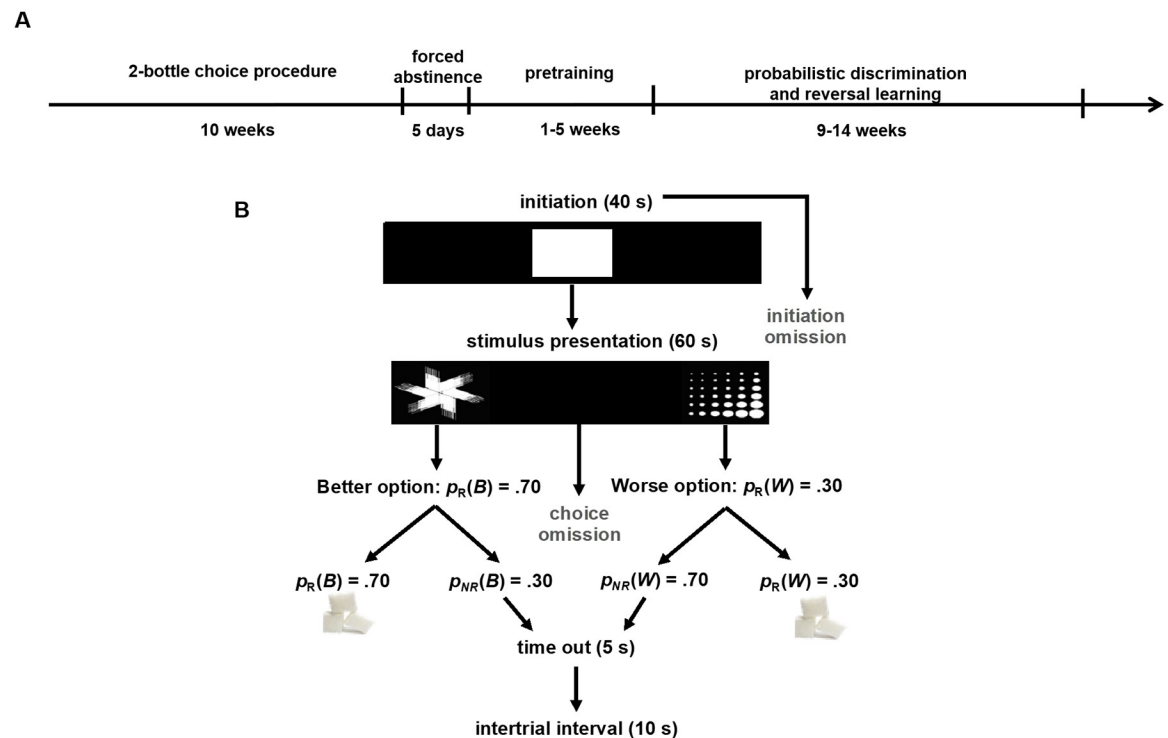 A
2-bottle choice procedure
forced
abstinence
pretraining
probabilistic discrimination
and reversal learning
10 weeks
5 days
1-5 weeks
9-14 weeks
B
initiation (40 s)
initiation
omission
stimulus presentation (60 s)
Better option: pR(B) = .70
Worse option: pR(W) = .30
choice
omission
pR(B) = .70
pNR(B) = .30
pNR(W) = .70
pR(W) = .30
time out (5 s)
intertrial interval (10 s)